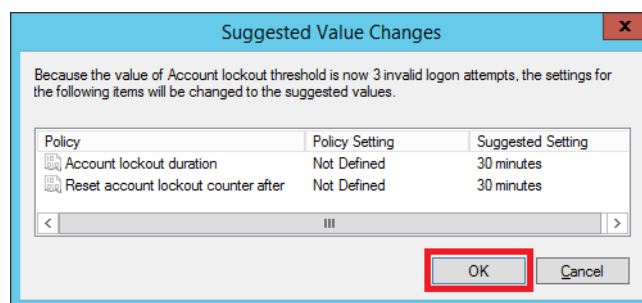 Suggested Value Changes
x
Because the value of Account lockout threshold is now 3 invalid logon attempts, the settings for
the following items will be changed to the suggested values.
Policy Policy Setting Suggested Setting
Account lockout duration Not Defined 30 minutes
Reset account lockout counter after Not Defined 30 minutes
OK Cancel